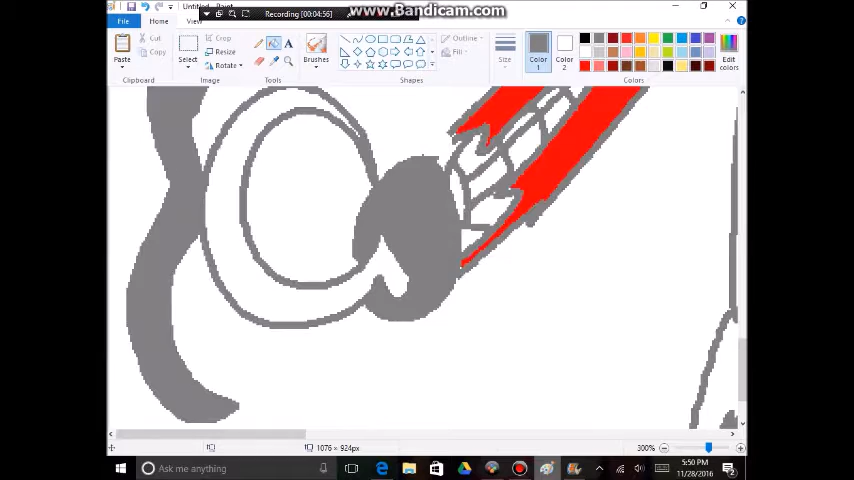 Untitled - Paint
Recording [00:04:56]
www.Bandicam.com
File
Home
View
Paste
Cut
Copy
Clipboard
Select
Crop
Resize
Rotate
Image
Tools
Brushes
Shapes
Outline
Fill
Size
Color 1
Color 2
Colors
Edit colors
1076 × 924px
300%
Ask me anything
5:50 PM
11/28/2016